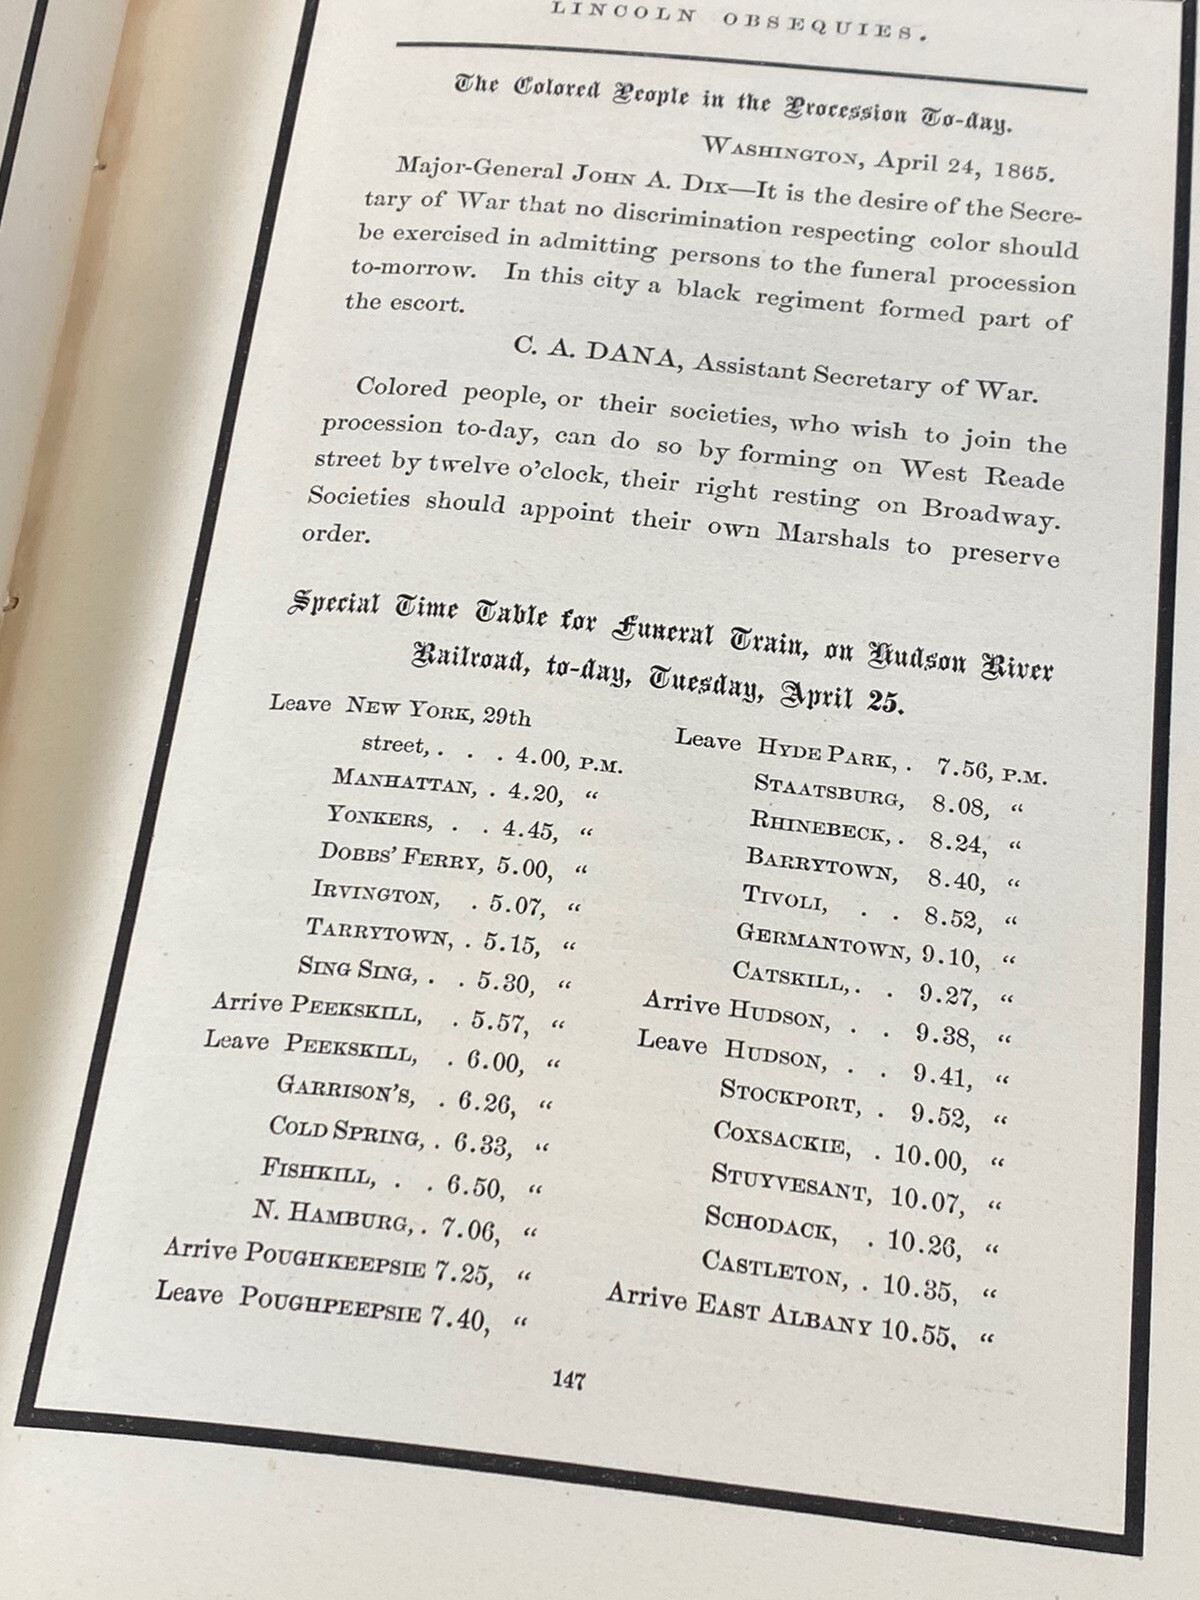 LINCOLN OBSEQUIES.
The Colored People in the Procession To-day.
WASHINGTON, April 24, 1865.
Major-General JOHN A. DIX—It is the desire of the Secre-
tary of War that no discrimination respecting color should
be exercised in admitting persons to the funeral procession
to-morrow. In this city a black regiment formed part of
the escort.
C. A. DANA, Assistant Secretary of War.
Colored people, or their societies, who wish to join the
procession to-day, can do so by forming on West Reade
street by twelve o'clock, their right resting on Broadway.
Societies should appoint their own Marshals to preserve
order.
Special Time Table for Funeral Train, on Hudson River
Railroad, to-day, Tuesday, April 25.
Leave NEW YORK, 29th
street, . . . 4.00, P.M.
MANHATTAN, . 4.20, "
YONKERS, . . 4.45, "
DOBBS' FERRY, 5.00, "
IRVINGTON, . 5.07, "
TARRYTOWN, . 5.15, "
SING SING, . . 5.30, "
Arrive PEEKSKILL, . 5.57, "
Leave PEEKSKILL, . 6.00, "
GARRISON'S, . 6.26, "
COLD SPRING, . 6.33, "
FISHKILL, . . 6.50, "
N. HAMBURG, . 7.06, "
Arrive POUGHKEEPSIE 7.25, "
Leave POUGHPEEPSIE 7.40, "
Leave HYDE PARK, . 7.56, P.M.
STAATSBURG, 8.08, "
RHINEBECK, . 8.24, "
BARRYTOWN, 8.40, "
TIVOLI, . . 8.52, "
GERMANTOWN, 9.10, "
CATSKILL, . . 9.27, "
Arrive HUDSON, . . 9.38, "
Leave HUDSON, . . 9.41, "
STOCKPORT, . 9.52, "
COXSACKIE, . 10.00, "
STUYVESANT, 10.07, "
SCHODACK, . 10.26, "
CASTLETON, . 10.35, "
Arrive EAST ALBANY 10.55, "
147